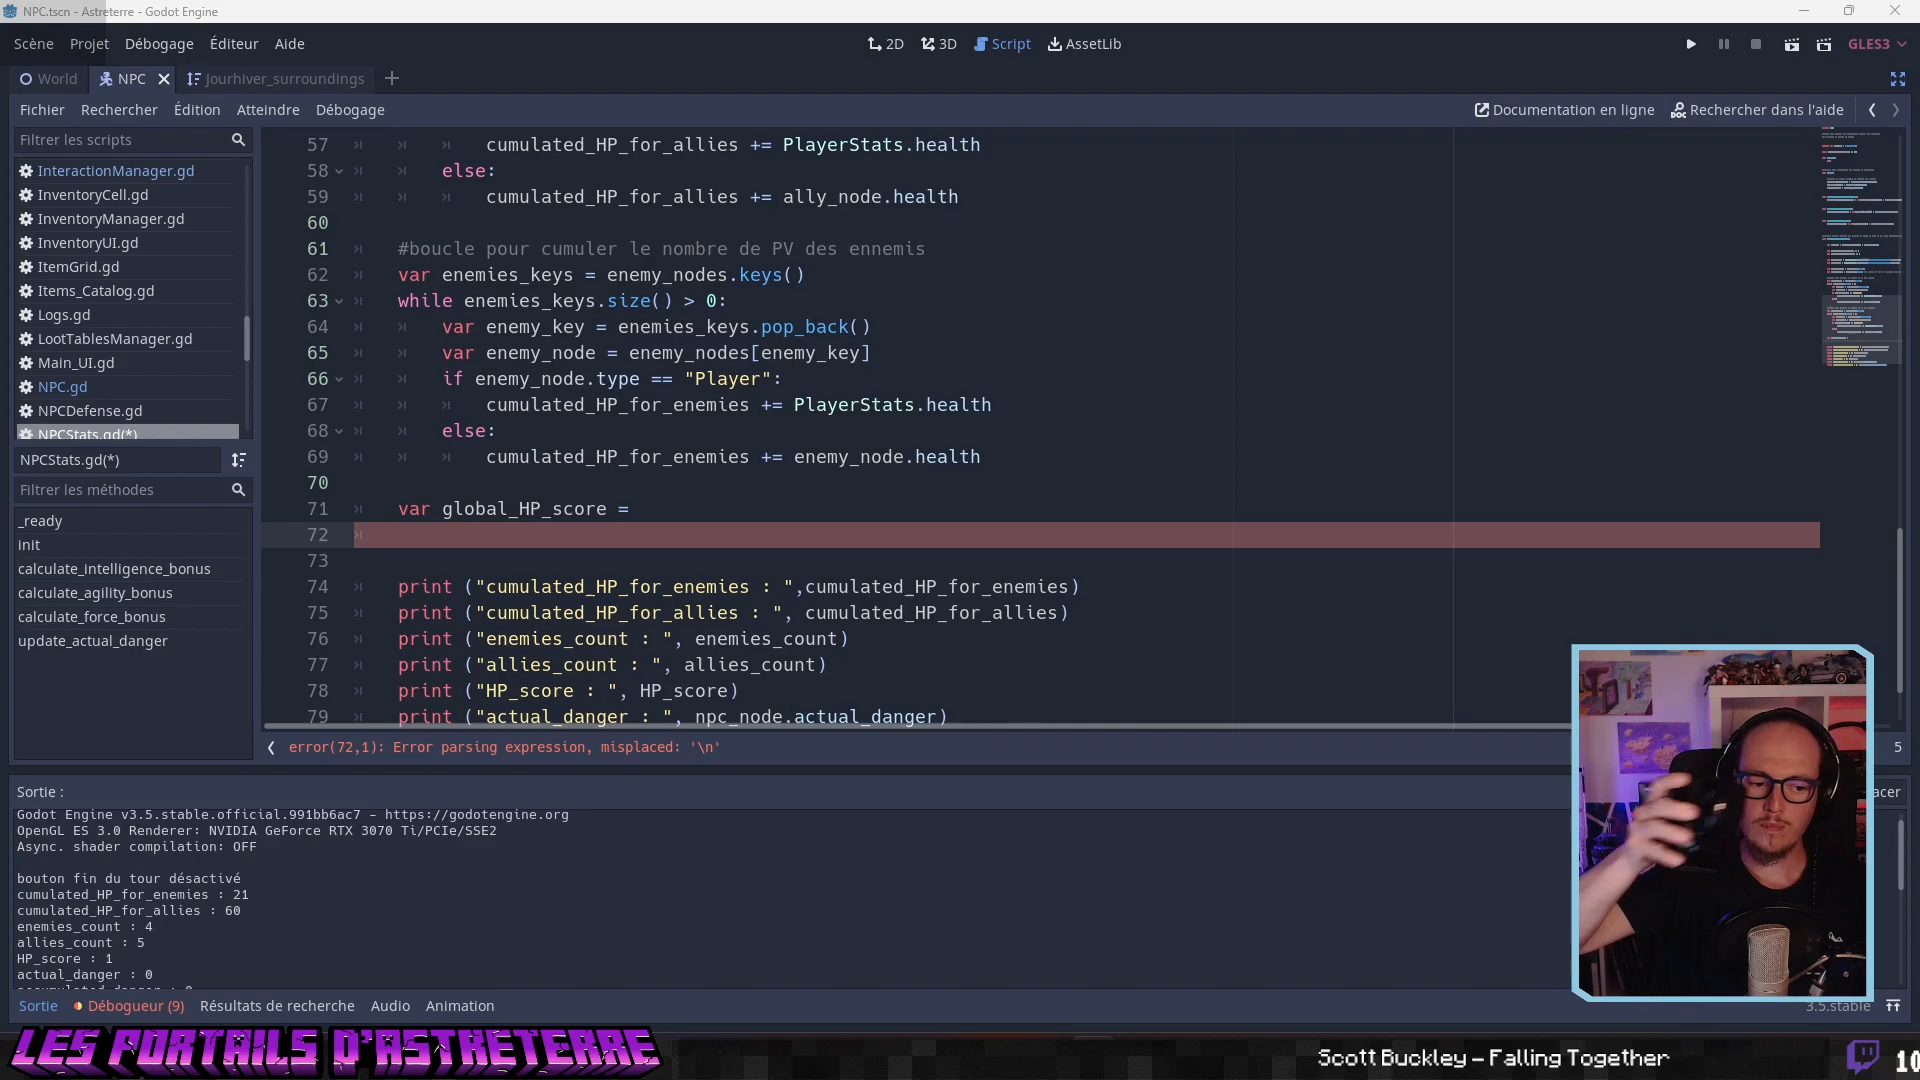 NPC.tscn - Astreterre - Godot Engine
Scène Projet Débogage Éditeur Aide
2D 3D Script AssetLib
GLES3
World NPC Jourhiver_surroundings
Fichier Rechercher Édition Atteindre Débogage
Documentation en ligne Rechercher dans l'aide
Filtrer les scripts
InteractionManager.gd
InventoryCell.gd
InventoryManager.gd
InventoryUI.gd
ItemGrid.gd
Items_Catalog.gd
Logs.gd
LootTablesManager.gd
Main_UI.gd
NPC.gd
NPCDefense.gd
NPCStats.gd(*)
NPCStats.gd(*)
Filtrer les méthodes
_ready
init
calculate_intelligence_bonus
calculate_agility_bonus
calculate_force_bonus
update_actual_danger
57 cumulated_HP_for_allies += PlayerStats.health
58 else:
59 cumulated_HP_for_allies += ally_node.health
60
61 #boucle pour cumuler le nombre de PV des ennemis
62 var enemies_keys = enemy_nodes.keys()
63 while enemies_keys.size() > 0:
64 var enemy_key = enemies_keys.pop_back()
65 var enemy_node = enemy_nodes[enemy_key]
66 if enemy_node.type == "Player":
67 cumulated_HP_for_enemies += PlayerStats.health
68 else:
69 cumulated_HP_for_enemies += enemy_node.health
70
71 var global_HP_score =
72
73
74 print ("cumulated_HP_for_enemies : ",cumulated_HP_for_enemies)
75 print ("cumulated_HP_for_allies : ", cumulated_HP_for_allies)
76 print ("enemies_count : ", enemies_count)
77 print ("allies_count : ", allies_count)
78 print ("HP_score : ", HP_score)
79 print ("actual_danger : ", npc_node.actual_danger)
error(72,1): Error parsing expression, misplaced: '\n'
5
Sortie :
acer
Godot Engine v3.5.stable.official.991bb6ac7 - https://godotengine.org
OpenGL ES 3.0 Renderer: NVIDIA GeForce RTX 3070 Ti/PCIe/SSE2
Async. shader compilation: OFF
bouton fin du tour désactivé
cumulated_HP_for_enemies : 21
cumulated_HP_for_allies : 60
enemies_count : 4
allies_count : 5
HP_score : 1
actual_danger : 0
Sortie Débogueur (9) Résultats de recherche Audio Animation
3.5.stable
LES PORTAILS D'ASTRETERRE
Scott Buckley – Falling Together
10